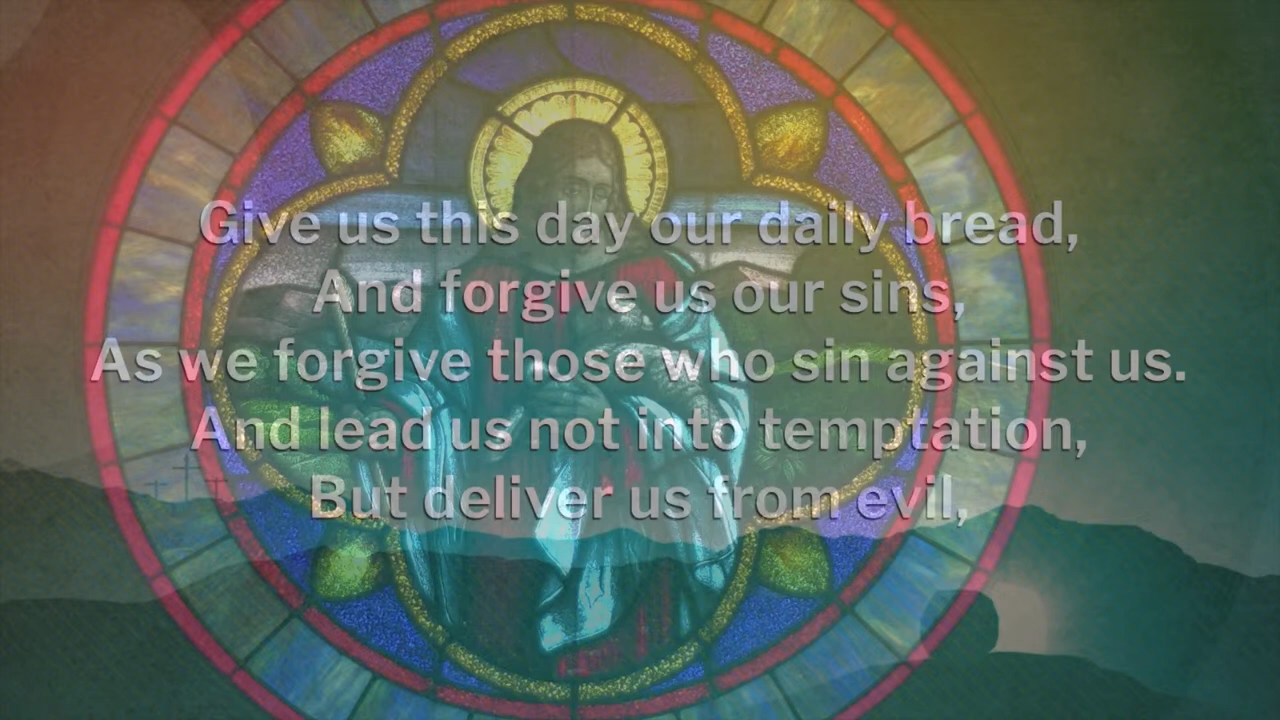 Give us this day our daily bread,
And forgive us our sins,
As we forgive those who sin against us.
And lead us not into temptation,
But deliver us from evil,